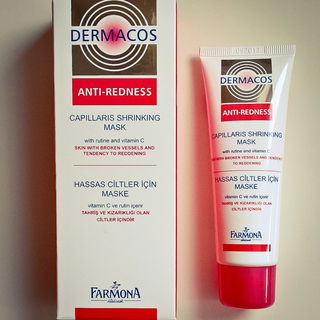 DERMACOS
ANTI-REDNESS
CAPILLARIS SHRINKING
MASK
with rutine and vitamin C
SKIN WITH BROKEN VESSELS AND
TENDENCY TO REDDENING
HASSAS CİLTLER İÇİN
MASKE
vitamin C ve rutin içerir
TAHRİŞ VE KIZARIKLIĞI OLAN
CİLTLER İÇİNDİR
FARMONA
DERMACOS
ANTI-REDNESS
CAPILLARIS SHRINKING
MASK
with rutine and vitamin C
SKIN WITH BROKEN VESSELS AND
TENDENCY TO REDDENING
HASSAS CİLTLER İÇİN
MASKE
vitamin C ve rutin içerir
TAHRİŞ VE KIZARIKLIĞI OLAN
CİLTLER İÇİNDİR
FARMONA